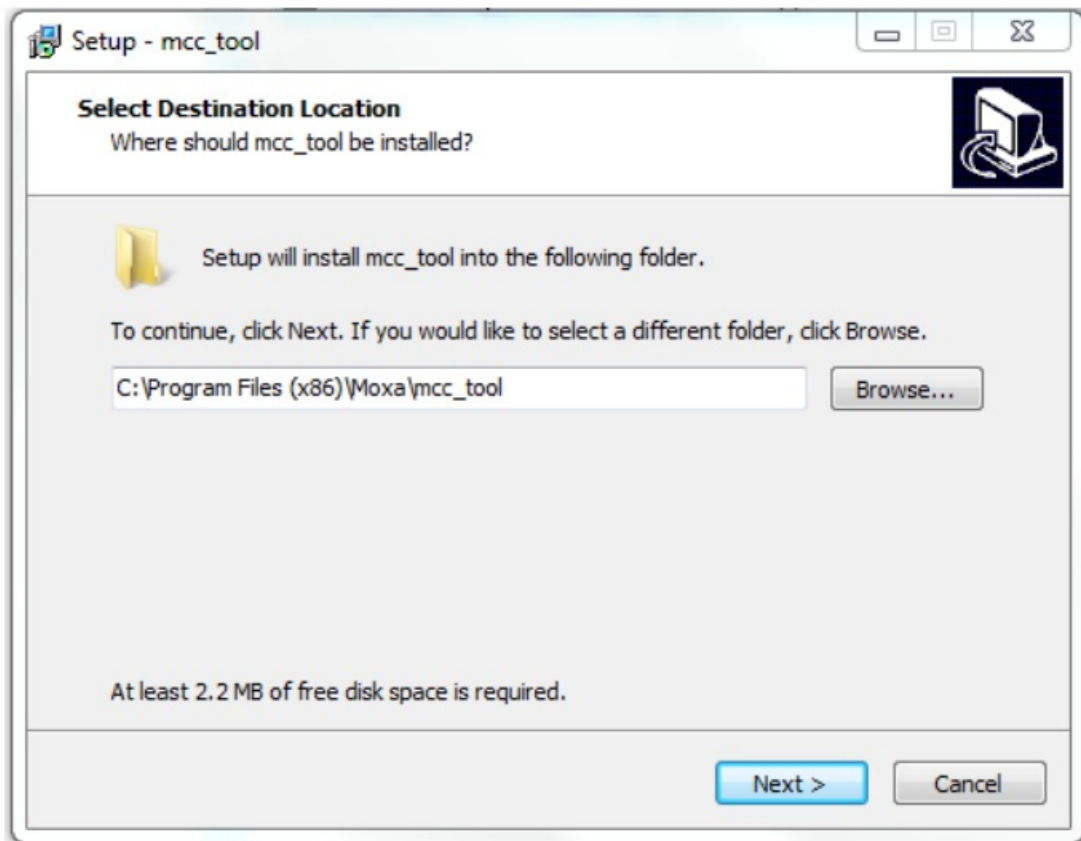 Setup - mcc_tool
Select Destination Location
Where should mcc_tool be installed?
Setup will install mcc_tool into the following folder.
To continue, click Next. If you would like to select a different folder, click Browse.
C:\Program Files (x86)\Moxa\mcc_tool
Browse...
At least 2.2 MB of free disk space is required.
Next >
Cancel